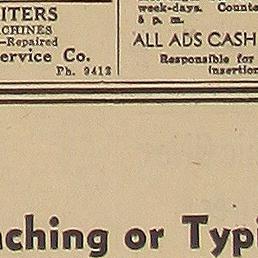 ITERS
CHINES
-Repaired
ervice Co.
Ph. 9413
week-days. Counte
5 p. m.
ALL ADS CASH
Responsible for
insertion
ching or Typi